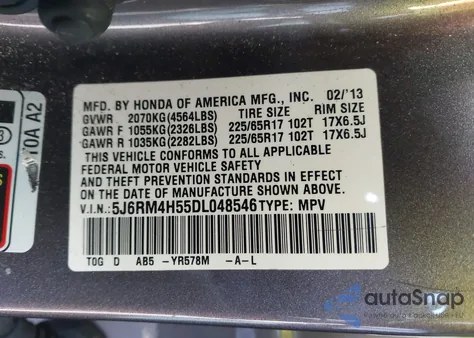 MFD. BY HONDA OF AMERICA MFG., INC. 02/'13
GVWR 2070KG(4564LBS) TIRE SIZE RIM SIZE
GAWR F 1055KG(2326LBS) 225/65R17 102T 17X6.5J
GAWR R 1035KG(2282LBS) 225/65R17 102T 17X6.5J
THIS VEHICLE CONFORMS TO ALL APPLICABLE
FEDERAL MOTOR VEHICLE SAFETY
AND THEFT PREVENTION STANDARDS IN EFFECT
ON THE DATE OF MANUFACTURE SHOWN ABOVE.
V.I.N.:5J6RM4H55DL048546 TYPE: MPV
TOG D AB5 -YR578M -A-L
T0A A2
autoSnap